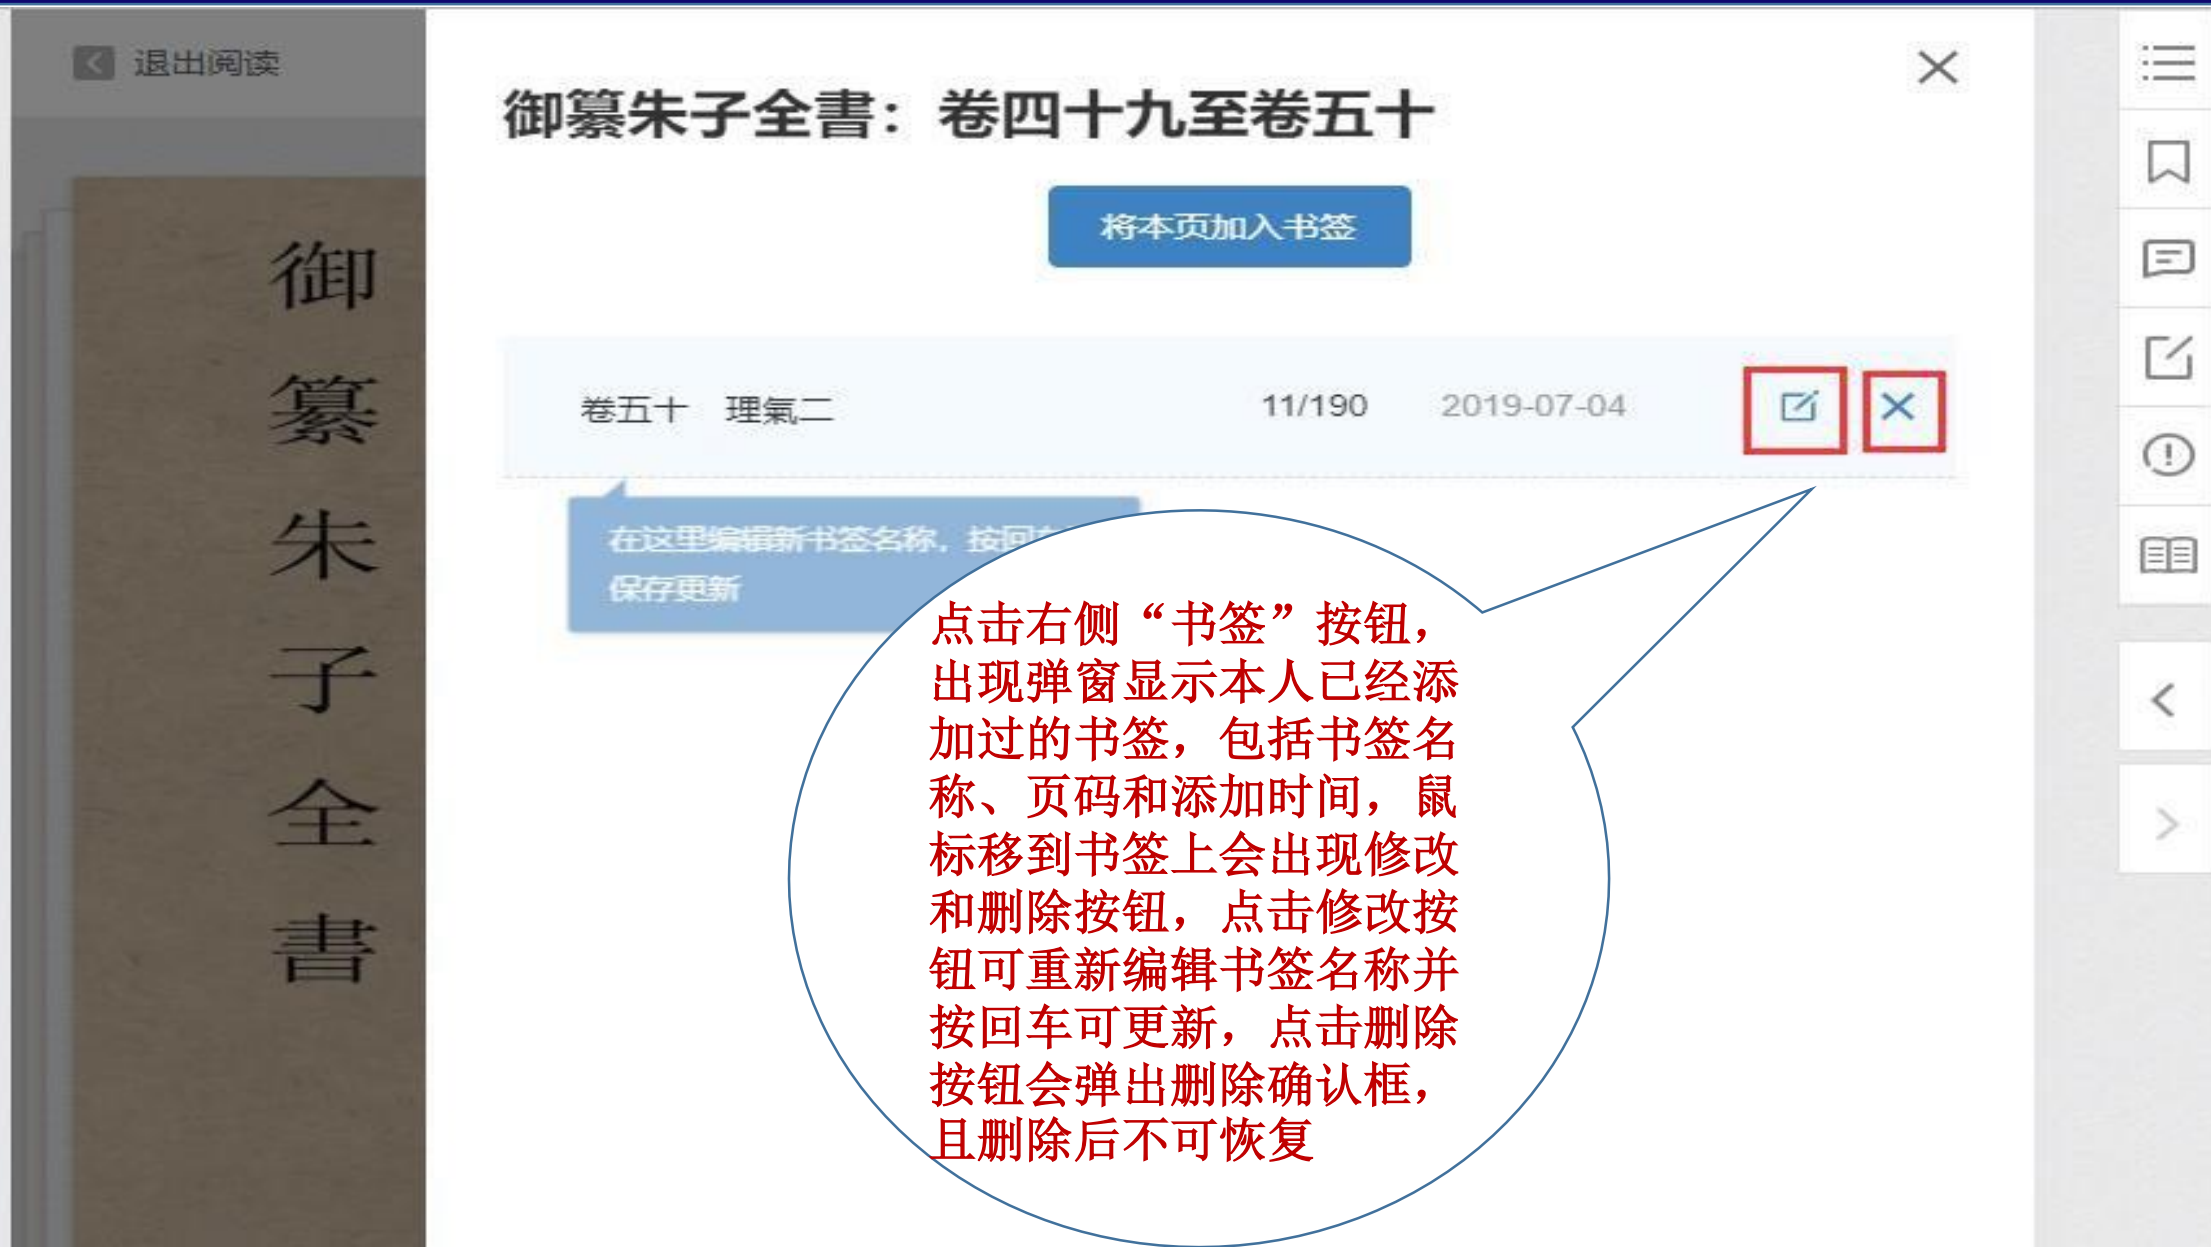 退出阅读
御纂朱子全書
御纂朱子全書：卷四十九至卷五十
将本页加入书签
卷五十 理氣二 11/190 2019-07-04
在这里编辑新书签名称，按回
保存更新
点击右侧“书签”按钮，
出现弹窗显示本人已经添
加过的书签，包括书签名
称、页码和添加时间，鼠
标移到书签上会出现修改
和删除按钮，点击修改按
钮可重新编辑书签名称并
按回车可更新，点击删除
按钮会弹出删除确认框，
且删除后不可恢复